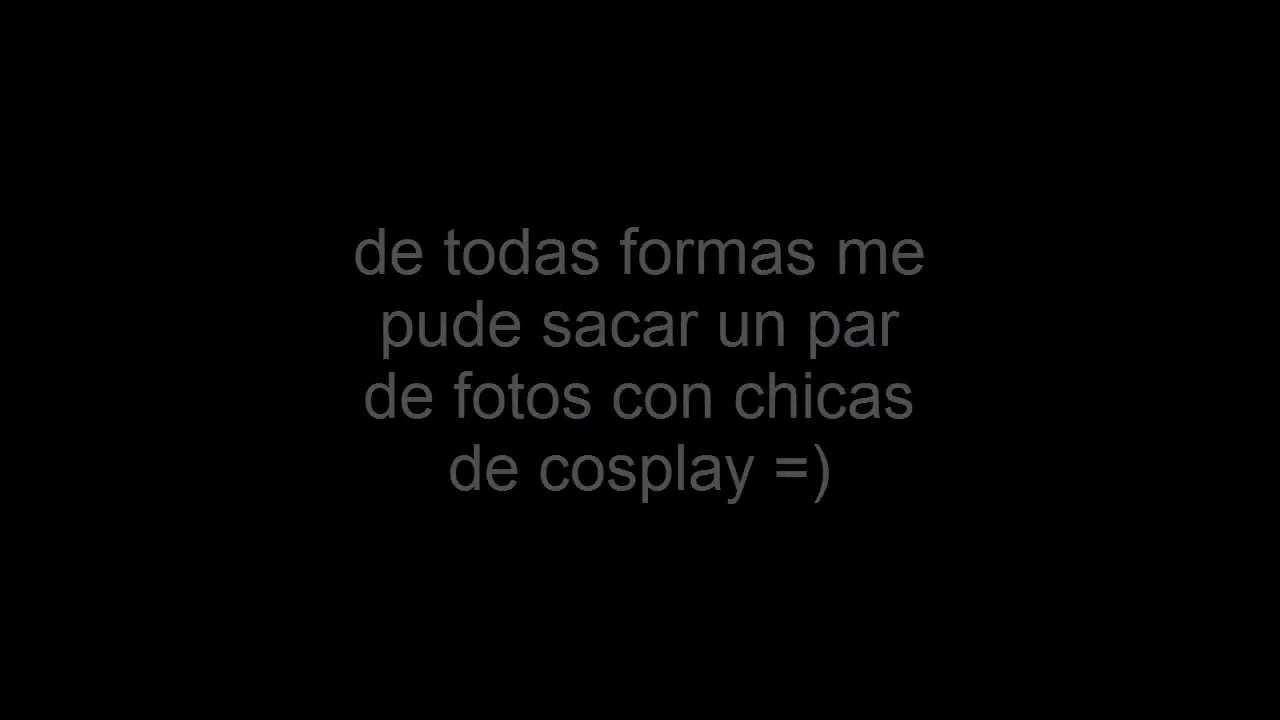 de todas formas me
pude sacar un par
de fotos con chicas
de cosplay =)